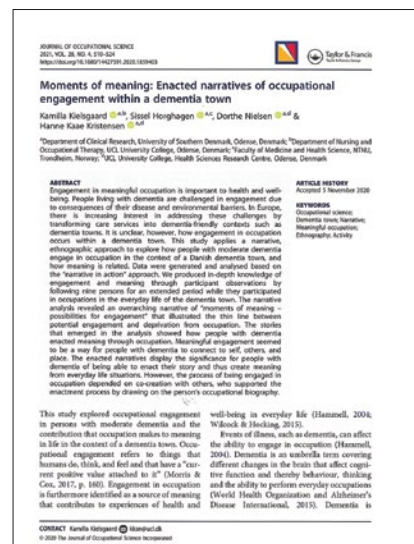 JOURNAL OF OCCUPATIONAL SCIENCE
2021, VOL. 28, NO. 4, 510–524
https://doi.org/10.1080/14427591.2020.1839403
Taylor & Francis
Moments of meaning: Enacted narratives of occupational
engagement within a dementia town
Kamilla Kielsgaard a,b, Sissel Horghagen a,c, Dorthe Nielsen a,d &
Hanne Kaae Kristensen a,d
aDepartment of Clinical Research, University of Southern Denmark, Odense, Denmark; bDepartment of Nursing and
Occupational Therapy, UCL University College, Odense, Denmark; cFaculty of Medicine and Health Science, NTNU,
Trondheim, Norway; dUCL University College, Health Sciences Research Centre, Odense, Denmark
ABSTRACT
Engagement in meaningful occupation is important to health and well-
being. People living with dementia are challenged in engagement due
to consequences of their disease and environmental barriers. In Europe,
there is increasing interest in addressing these challenges by
transforming care services into dementia-friendly contexts such as
dementia towns. It is unclear, however, how engagement in occupation
occurs within a dementia town. This study applies a narrative,
ethnographic approach to explore how people with moderate dementia
engage in occupation in the context of a Danish dementia town, and
how meaning is related. Data were generated and analysed based on
the "narrative in action" approach. We produced in-depth knowledge of
engagement and meaning through participant observations by
following nine persons for an extended period while they participated
in occupations in the everyday life of the dementia town. The narrative
analysis revealed an overarching narrative of "moments of meaning –
possibilities for engagement" that illustrated the thin line between
potential engagement and deprivation from occupation. The stories
that emerged in the analysis showed how people with dementia
enacted meaning through occupation. Meaningful engagement
seemed to be a way for people with dementia to connect to self, others, and
place. The enacted narratives display the significance for people with
dementia of being able to enact their story and thus create meaning
from everyday life situations. However, the process of being engaged
in occupation depended on co-creation with others, who supported the
enactment process by drawing on the person's occupational biography.
ARTICLE HISTORY
Accepted 5 November 2020
KEYWORDS
Occupational science;
Dementia town; Narrative;
Meaningful occupation;
Ethnography; Activity
This study explored occupational engagement
in persons with moderate dementia and the
contribution that occupation makes to meaning
in life in the context of a dementia town. Occu-
pational engagement refers to things that
humans do, think, and feel and that have a "cur-
rent positive value attached to it" (Morris &
Cox, 2017, p. 160). Engagement in occupation
is furthermore identified as a source of meaning
that contributes to experiences of health and
well-being in everyday life (Hammell, 2004;
Wilcock & Hocking, 2015).
Events of illness, such as dementia, can affect
the ability to engage in occupation (Hammell,
2004). Dementia is an umbrella term covering
different changes in the brain that affect cogni-
tive function and thereby behaviour, thinking
and the ability to perform everyday occupations
(World Health Organization and Alzheimer's
Disease International, 2015). Dementia is
CONTACT Kamilla Kielsgaard kkan@ucl.dk
© 2020 The Journal of Occupational Science Incorporated